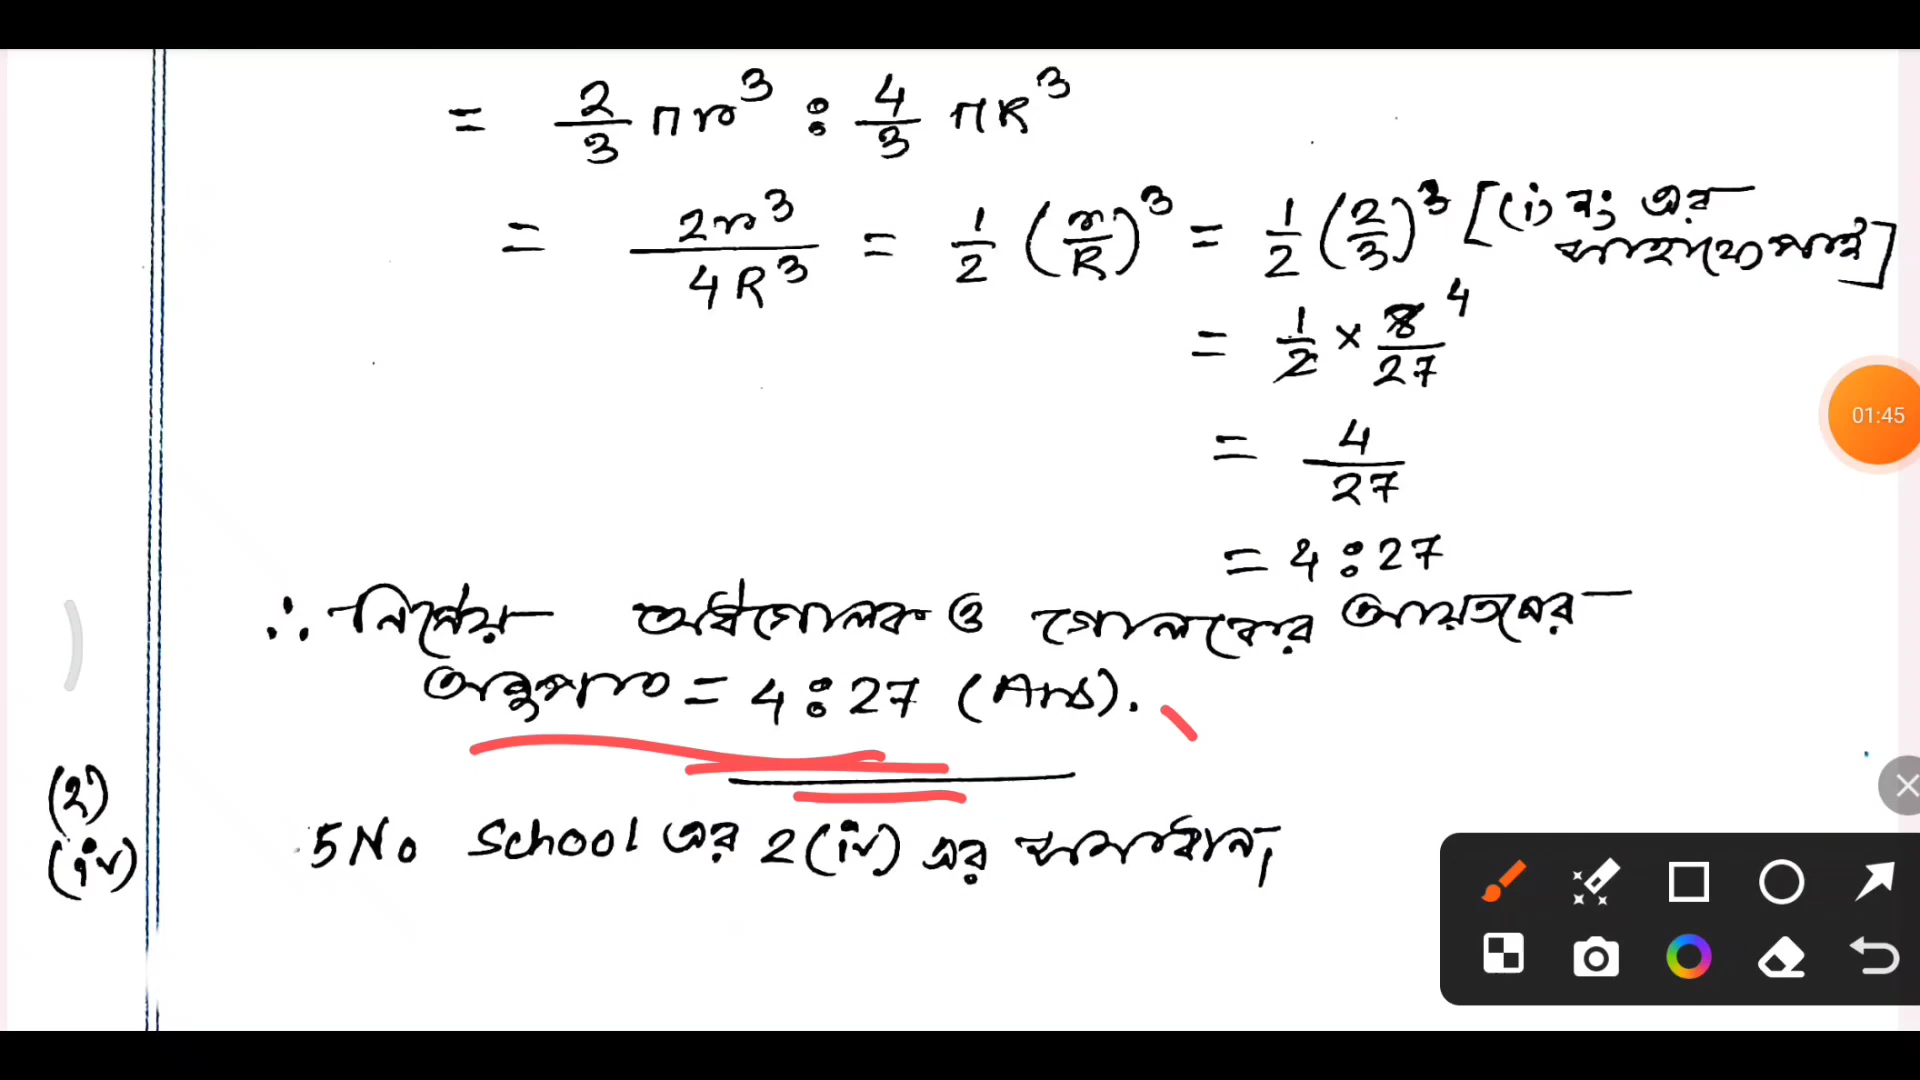 = 2/3 πr³ : 4/3 πR³
= 2r³/4R³ = 1/2 (r/R)³ = 1/2 (2/3)³ [(i) নং এর
সাহায্যে পাই]
= 1/2 × 8/27 4
= 4/27
= 4 : 27
∴ নির্ণেয় অর্ধগোলক ও গোলকের আয়তনের
অনুপাত = 4 : 27 (Ans).
(2)
(iv) 5 No School এর 2(iv) এর সমাধান,
01:45